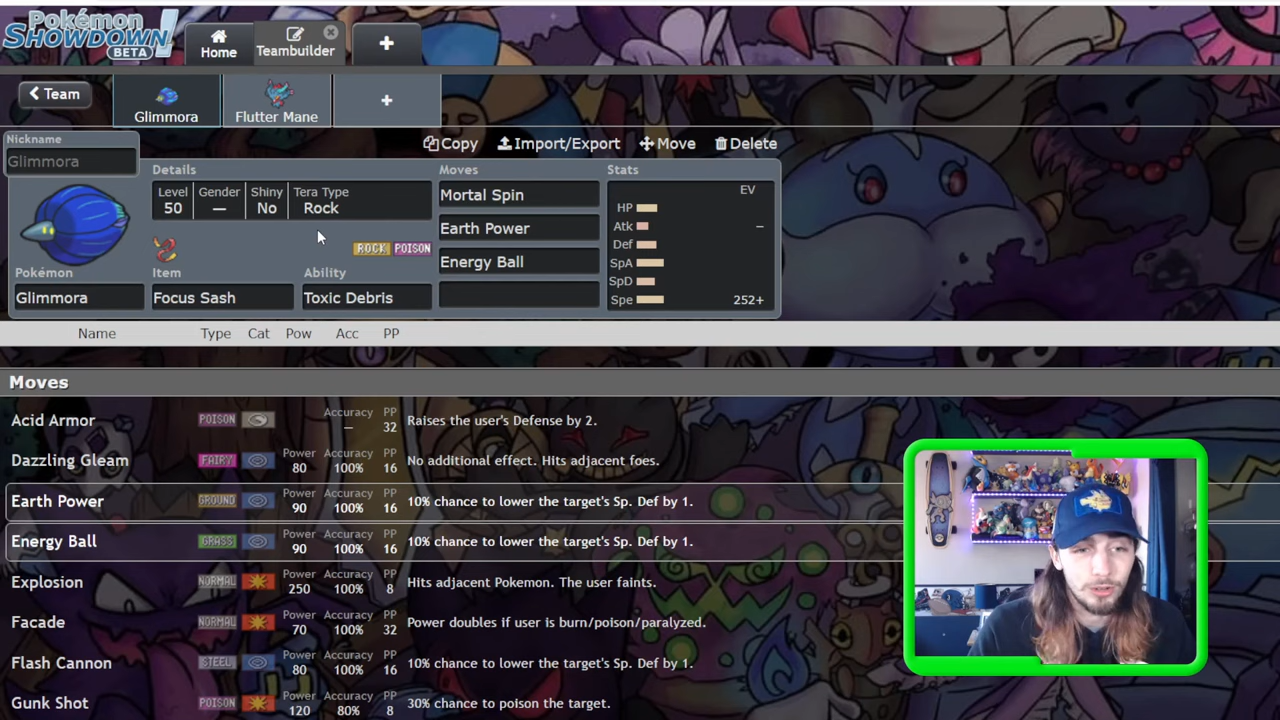 Pokémon
SHOWDOWN!
BETA
Home
Teambuilder
Team
Glimmora
Flutter Mane
Nickname
Glimmora
Copy
Import/Export
Move
Delete
Details
Moves
Stats
Level
50
Gender
—
Shiny
No
Tera Type
Rock
ROCK POISON
Pokémon
Glimmora
Item
Focus Sash
Ability
Toxic Debris
Mortal Spin
Earth Power
Energy Ball
EV
HP
Atk –
Def
SpA
SpD
Spe 252+
Name Type Cat Pow Acc PP
Moves
Acid Armor POISON Accuracy — PP 32 Raises the user's Defense by 2.
Dazzling Gleam FAIRY Power 80 Accuracy 100% PP 16 No additional effect. Hits adjacent foes.
Earth Power GROUND Power 90 Accuracy 100% PP 16 10% chance to lower the target's Sp. Def by 1.
Energy Ball GRASS Power 90 Accuracy 100% PP 16 10% chance to lower the target's Sp. Def by 1.
Explosion NORMAL Power 250 Accuracy 100% PP 8 Hits adjacent Pokemon. The user faints.
Facade NORMAL Power 70 Accuracy 100% PP 32 Power doubles if user is burn/poison/paralyzed.
Flash Cannon STEEL Power 80 Accuracy 100% PP 16 10% chance to lower the target's Sp. Def by 1.
Gunk Shot POISON Power 120 Accuracy 80% PP 8 30% chance to poison the target.